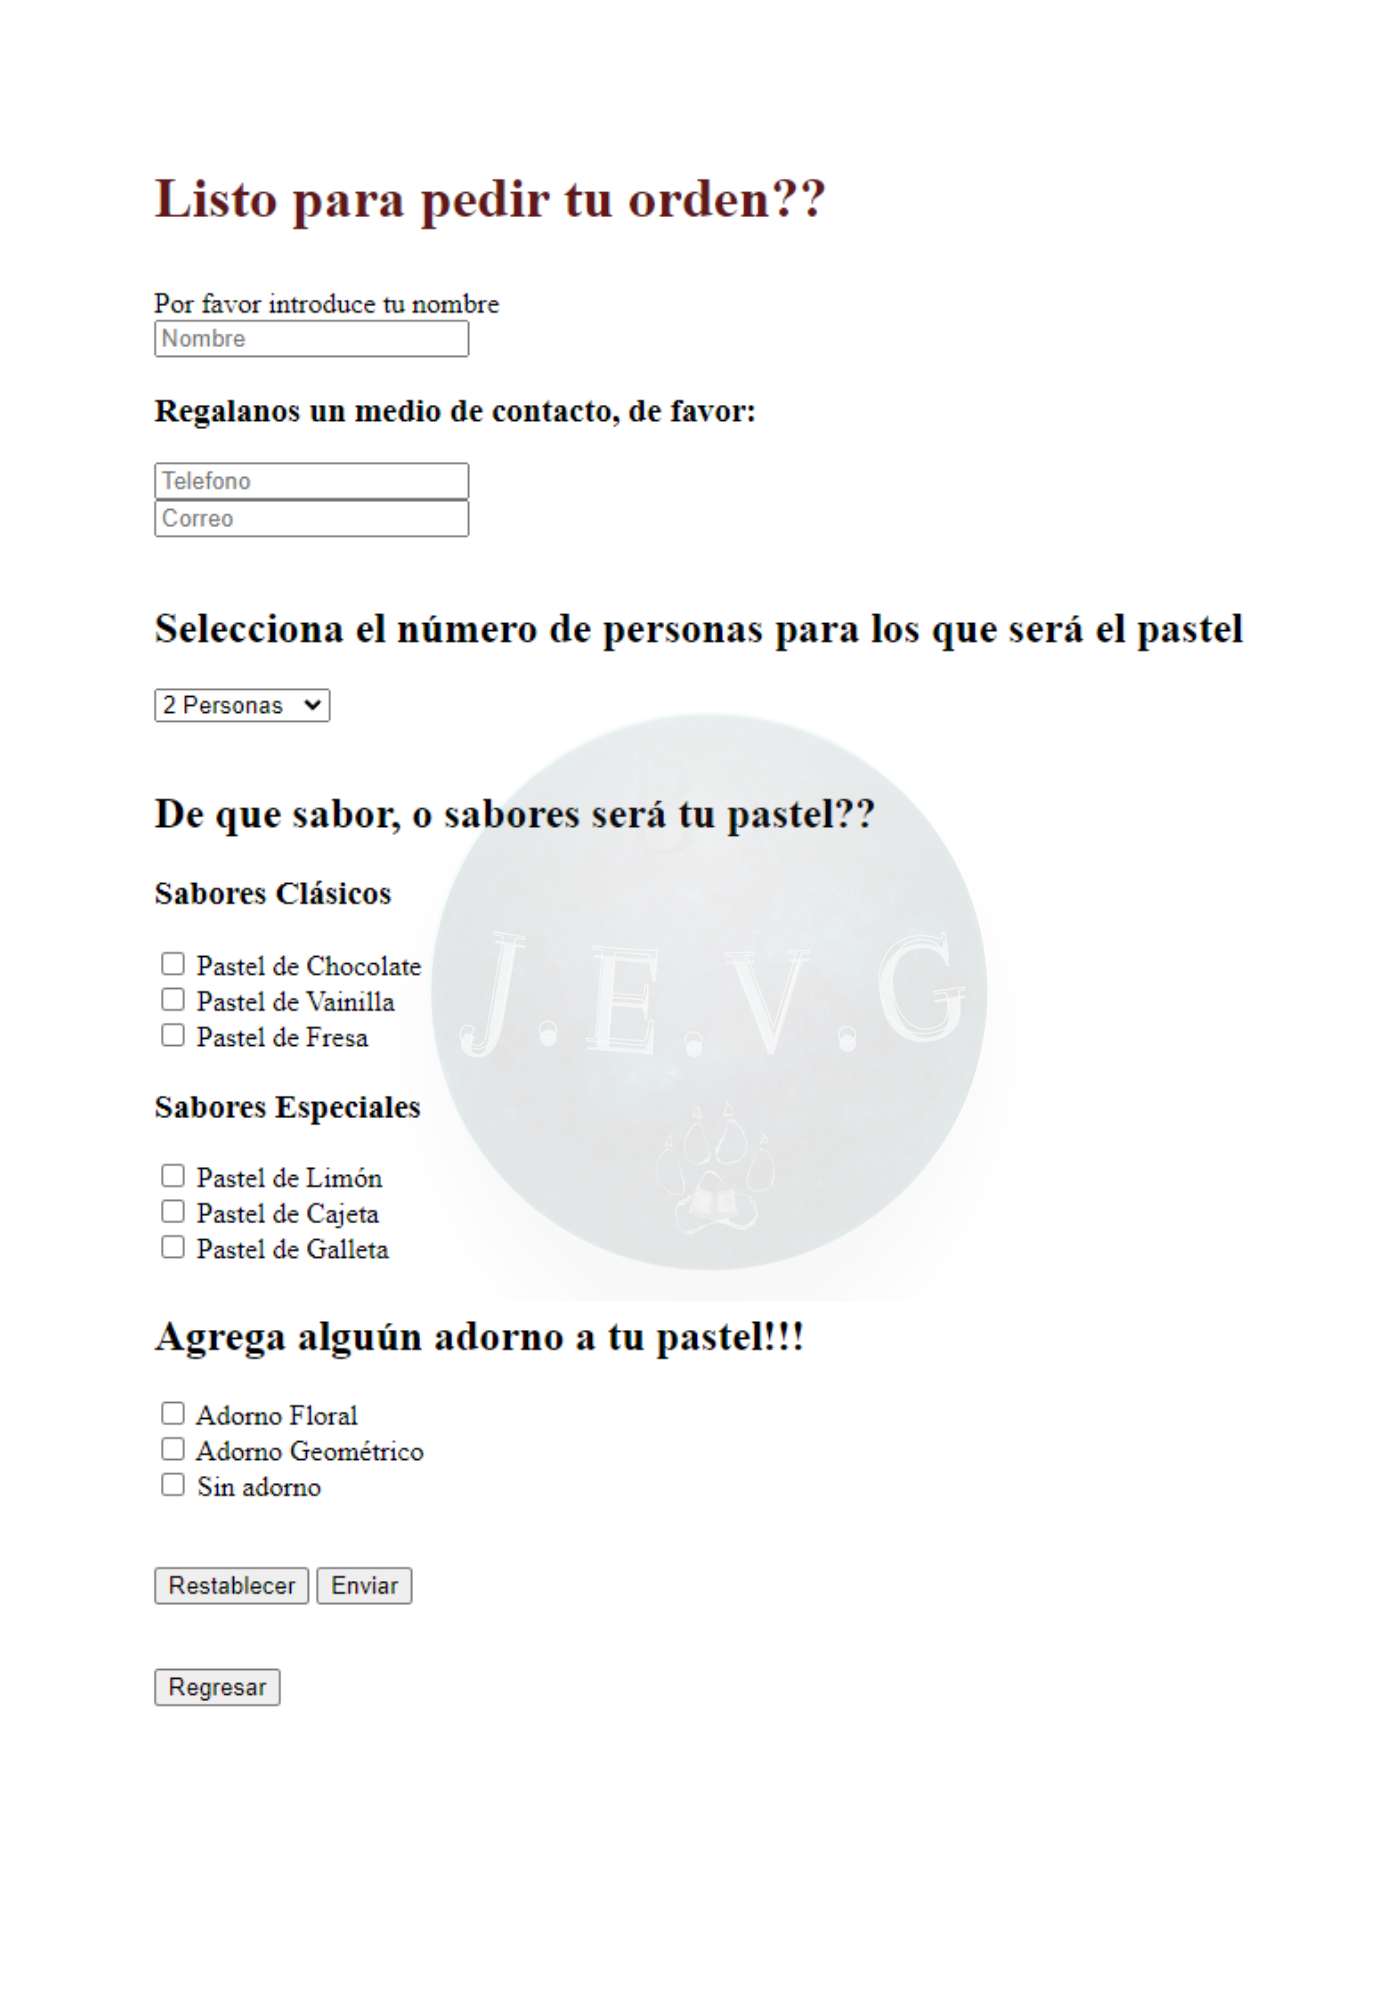 Listo para pedir tu orden??
Por favor introduce tu nombre
Nombre
Regalanos un medio de contacto, de favor:
Telefono
Correo
Selecciona el número de personas para los que será el pastel
2 Personas
De que sabor, o sabores será tu pastel??
Sabores Clásicos
Pastel de Chocolate
Pastel de Vainilla
Pastel de Fresa
J.E.V.G
Sabores Especiales
Pastel de Limón
Pastel de Cajeta
Pastel de Galleta
Agrega alguún adorno a tu pastel!!!
Adorno Floral
Adorno Geométrico
Sin adorno
Restablecer Enviar
Regresar